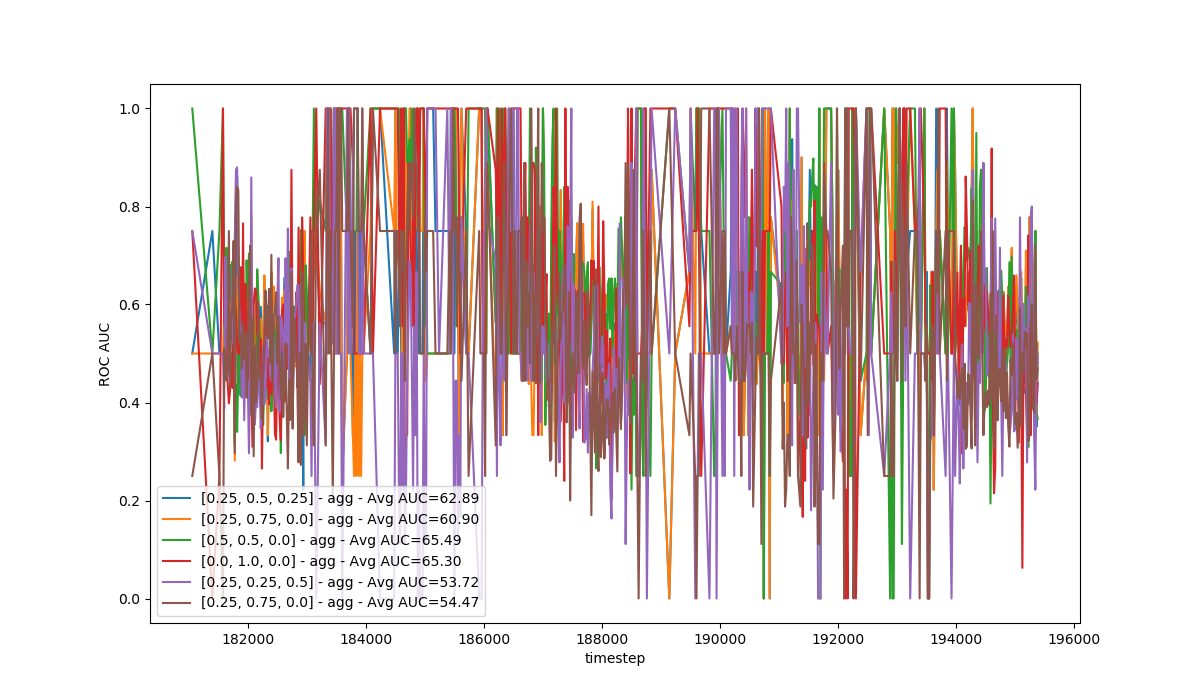 1.0
0.8
0.6
0.4
0.2
0.0
ROC AUC
[0.25, 0.5, 0.25] - agg - Avg AUC=62.89
[0.25, 0.75, 0.0] - agg - Avg AUC=60.90
[0.5, 0.5, 0.0] - agg - Avg AUC=65.49
[0.0, 1.0, 0.0] - agg - Avg AUC=65.30
[0.25, 0.25, 0.5] - agg - Avg AUC=53.72
[0.25, 0.75, 0.0] - agg - Avg AUC=54.47
182000 184000 186000 188000 190000 192000 194000 196000
timestep